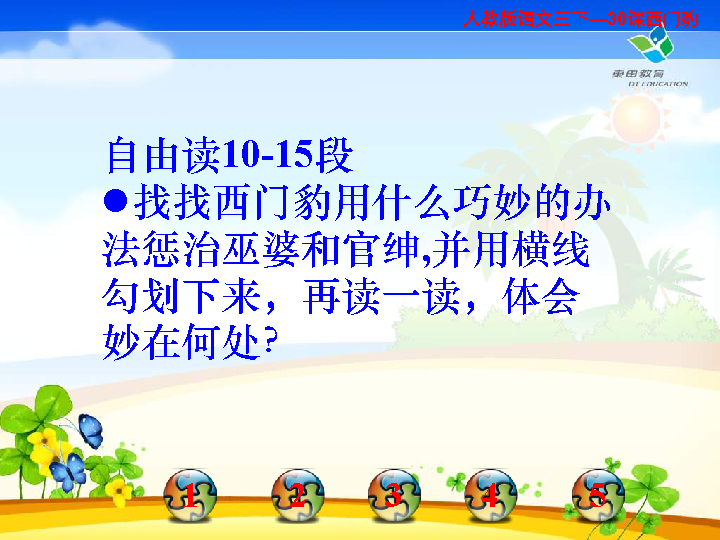 人教版语文三下—30课西门豹
東田教育
DT EDUCATION
自由读10-15段
●找找西门豹用什么巧妙的办
法惩治巫婆和官绅,并用横线
勾划下来，再读一读，体会
妙在何处?
1 2 3 4 5